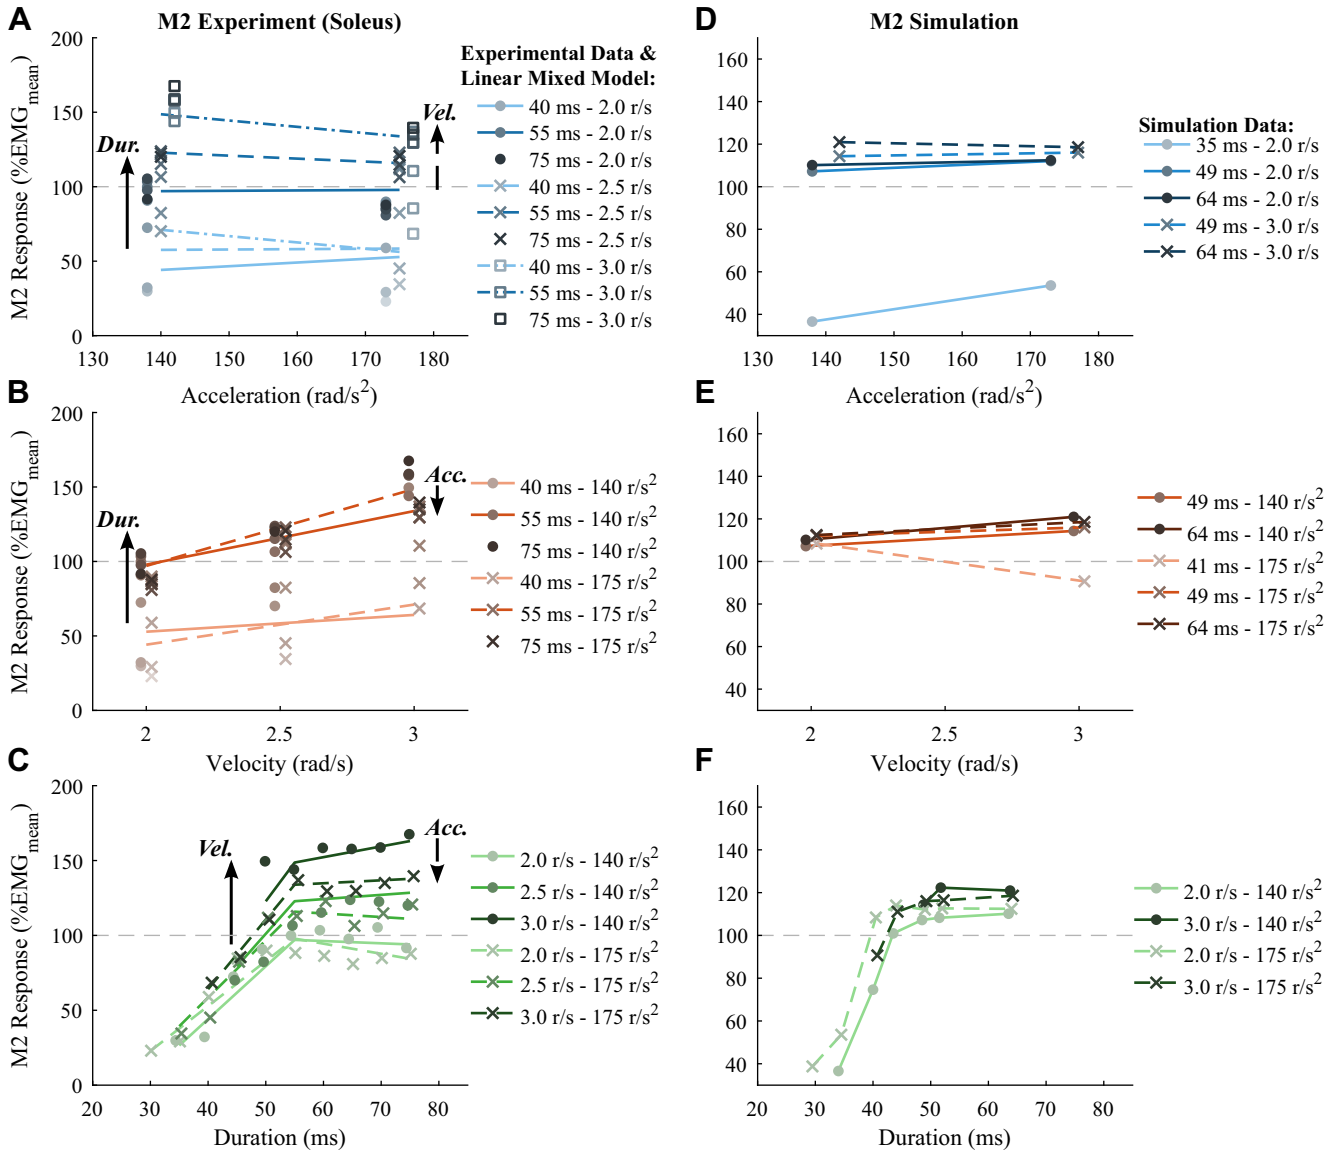 A
M2 Experiment (Soleus)
M2 Response (%EMG_mean)
200
150
100
50
0
130
140
150
160
170
180
Acceleration (rad/s²)
Dur.
Vel.
Experimental Data &
Linear Mixed Model:
40 ms - 2.0 r/s
55 ms - 2.0 r/s
75 ms - 2.0 r/s
40 ms - 2.5 r/s
55 ms - 2.5 r/s
75 ms - 2.5 r/s
40 ms - 3.0 r/s
55 ms - 3.0 r/s
75 ms - 3.0 r/s
D
M2 Simulation
160
140
120
100
80
60
40
130
140
150
160
170
180
Acceleration (rad/s²)
Simulation Data:
35 ms - 2.0 r/s
49 ms - 2.0 r/s
64 ms - 2.0 r/s
49 ms - 3.0 r/s
64 ms - 3.0 r/s
B
M2 Response (%EMG_mean)
200
150
100
50
0
2
2.5
3
Velocity (rad/s)
Dur.
Acc.
40 ms - 140 r/s²
55 ms - 140 r/s²
75 ms - 140 r/s²
40 ms - 175 r/s²
55 ms - 175 r/s²
75 ms - 175 r/s²
E
160
140
120
100
80
60
40
2
2.5
3
Velocity (rad/s)
49 ms - 140 r/s²
64 ms - 140 r/s²
41 ms - 175 r/s²
49 ms - 175 r/s²
64 ms - 175 r/s²
C
M2 Response (%EMG_mean)
200
150
100
50
0
20
30
40
50
60
70
80
Duration (ms)
Vel.
Acc.
2.0 r/s - 140 r/s²
2.5 r/s - 140 r/s²
3.0 r/s - 140 r/s²
2.0 r/s - 175 r/s²
2.5 r/s - 175 r/s²
3.0 r/s - 175 r/s²
F
160
140
120
100
80
60
40
20
30
40
50
60
70
80
Duration (ms)
2.0 r/s - 140 r/s²
3.0 r/s - 140 r/s²
2.0 r/s - 175 r/s²
3.0 r/s - 175 r/s²